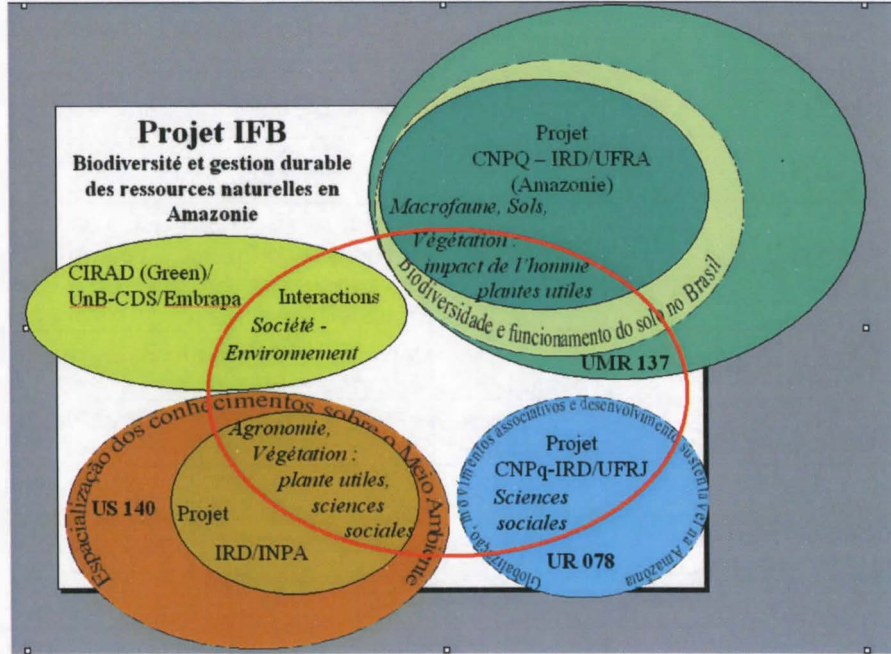 Projet IFB
Biodiversité et gestion durable
des ressources naturelles en
Amazonie
Projet
CNPQ – IRD/UFRA
(Amazonie)
Macrofaune, Sols,
Végétation :
impact de l'homme
plantes utiles
Biodiversidade e funcionamento do solo no Brasil
UMR 137
CIRAD (Green)/
UnB-CDS/Embrapa
Interactions
Société -
Environnement
Espacialização dos conhecimentos sobre o Meio Ambiente
Agronomie,
Végétation :
plante utiles,
sciences
sociales
US 140
Projet
IRD/INPA
Globalização, movimentos associativos e desenvolvimento sustentavel na Amazônia
Projet
CNPq-IRD/UFRJ
Sciences
sociales
UR 078